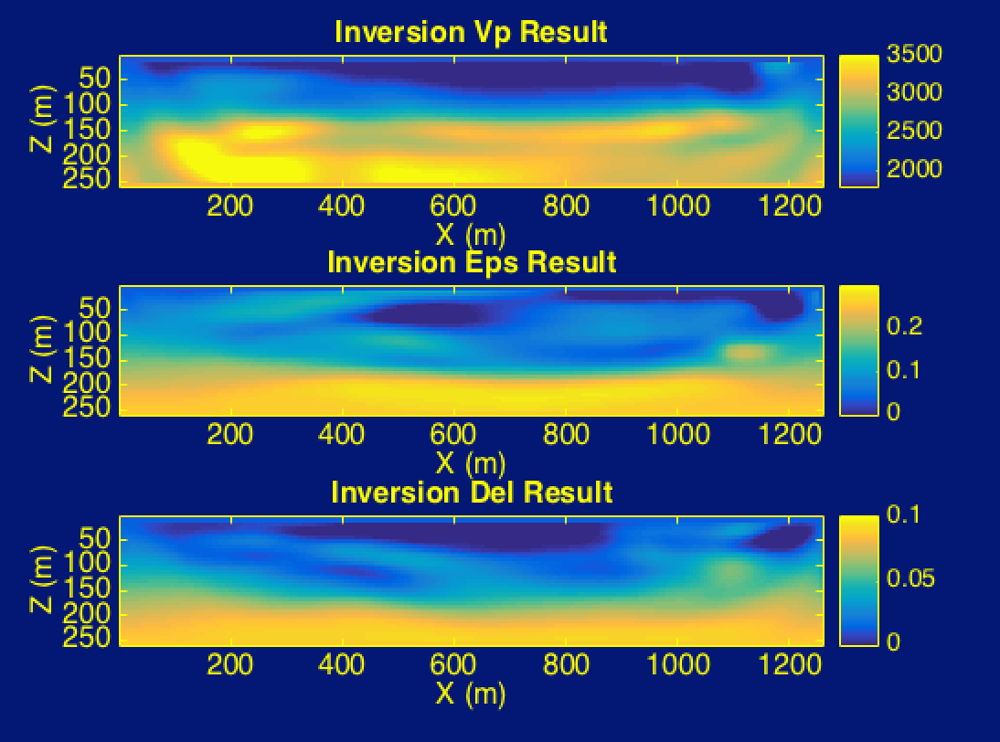 Inversion Vp Result
Z (m)
50
100
150
200
250
200 400 600 800 1000 1200
X (m)
3500
3000
2500
2000
Inversion Eps Result
Z (m)
50
100
150
200
250
200 400 600 800 1000 1200
X (m)
0.2
0.1
0
Inversion Del Result
Z (m)
50
100
150
200
250
200 400 600 800 1000 1200
X (m)
0.1
0.05
0